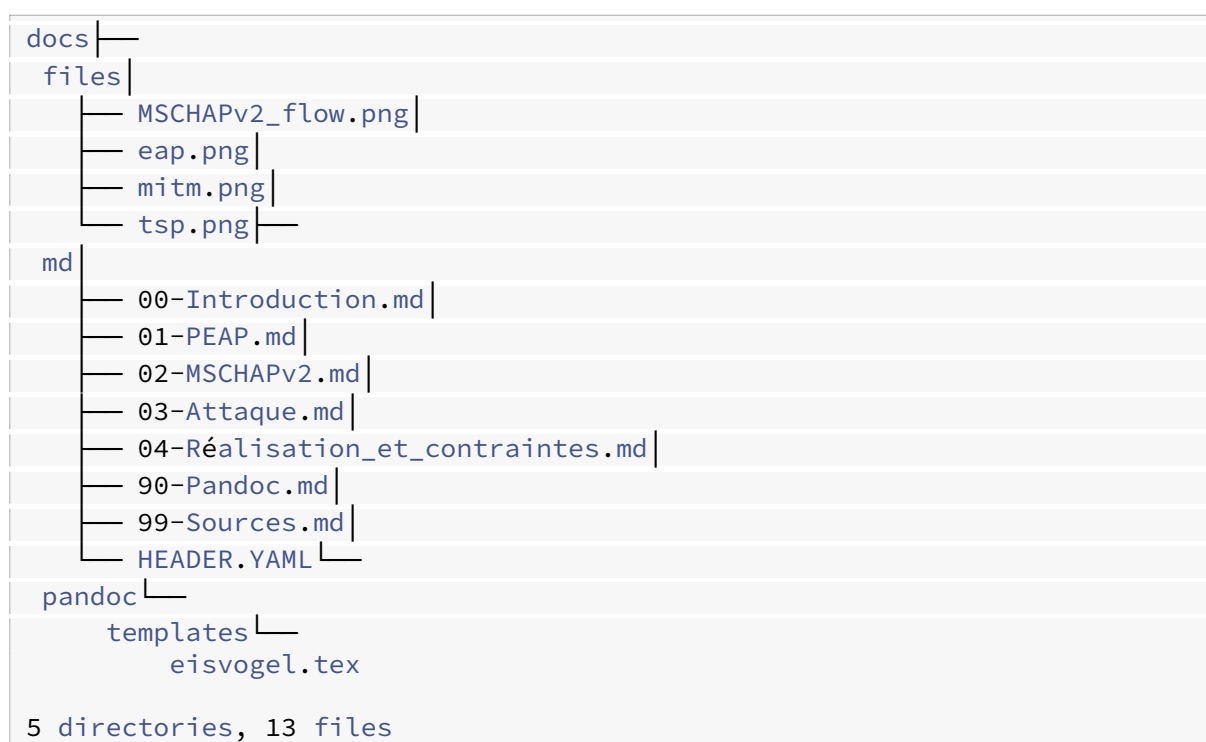 docs├──
 files│
   ├── MSCHAPv2_flow.png│
   ├── eap.png│
   ├── mitm.png│
   └── tsp.png├──
 md│
   ├── 00-Introduction.md│
   ├── 01-PEAP.md│
   ├── 02-MSCHAPv2.md│
   ├── 03-Attaque.md│
   ├── 04-Réalisation_et_contraintes.md│
   ├── 90-Pandoc.md│
   ├── 99-Sources.md│
   └── HEADER.YAML└──
 pandoc└──
     templates└──
         eisvogel.tex
5 directories, 13 files